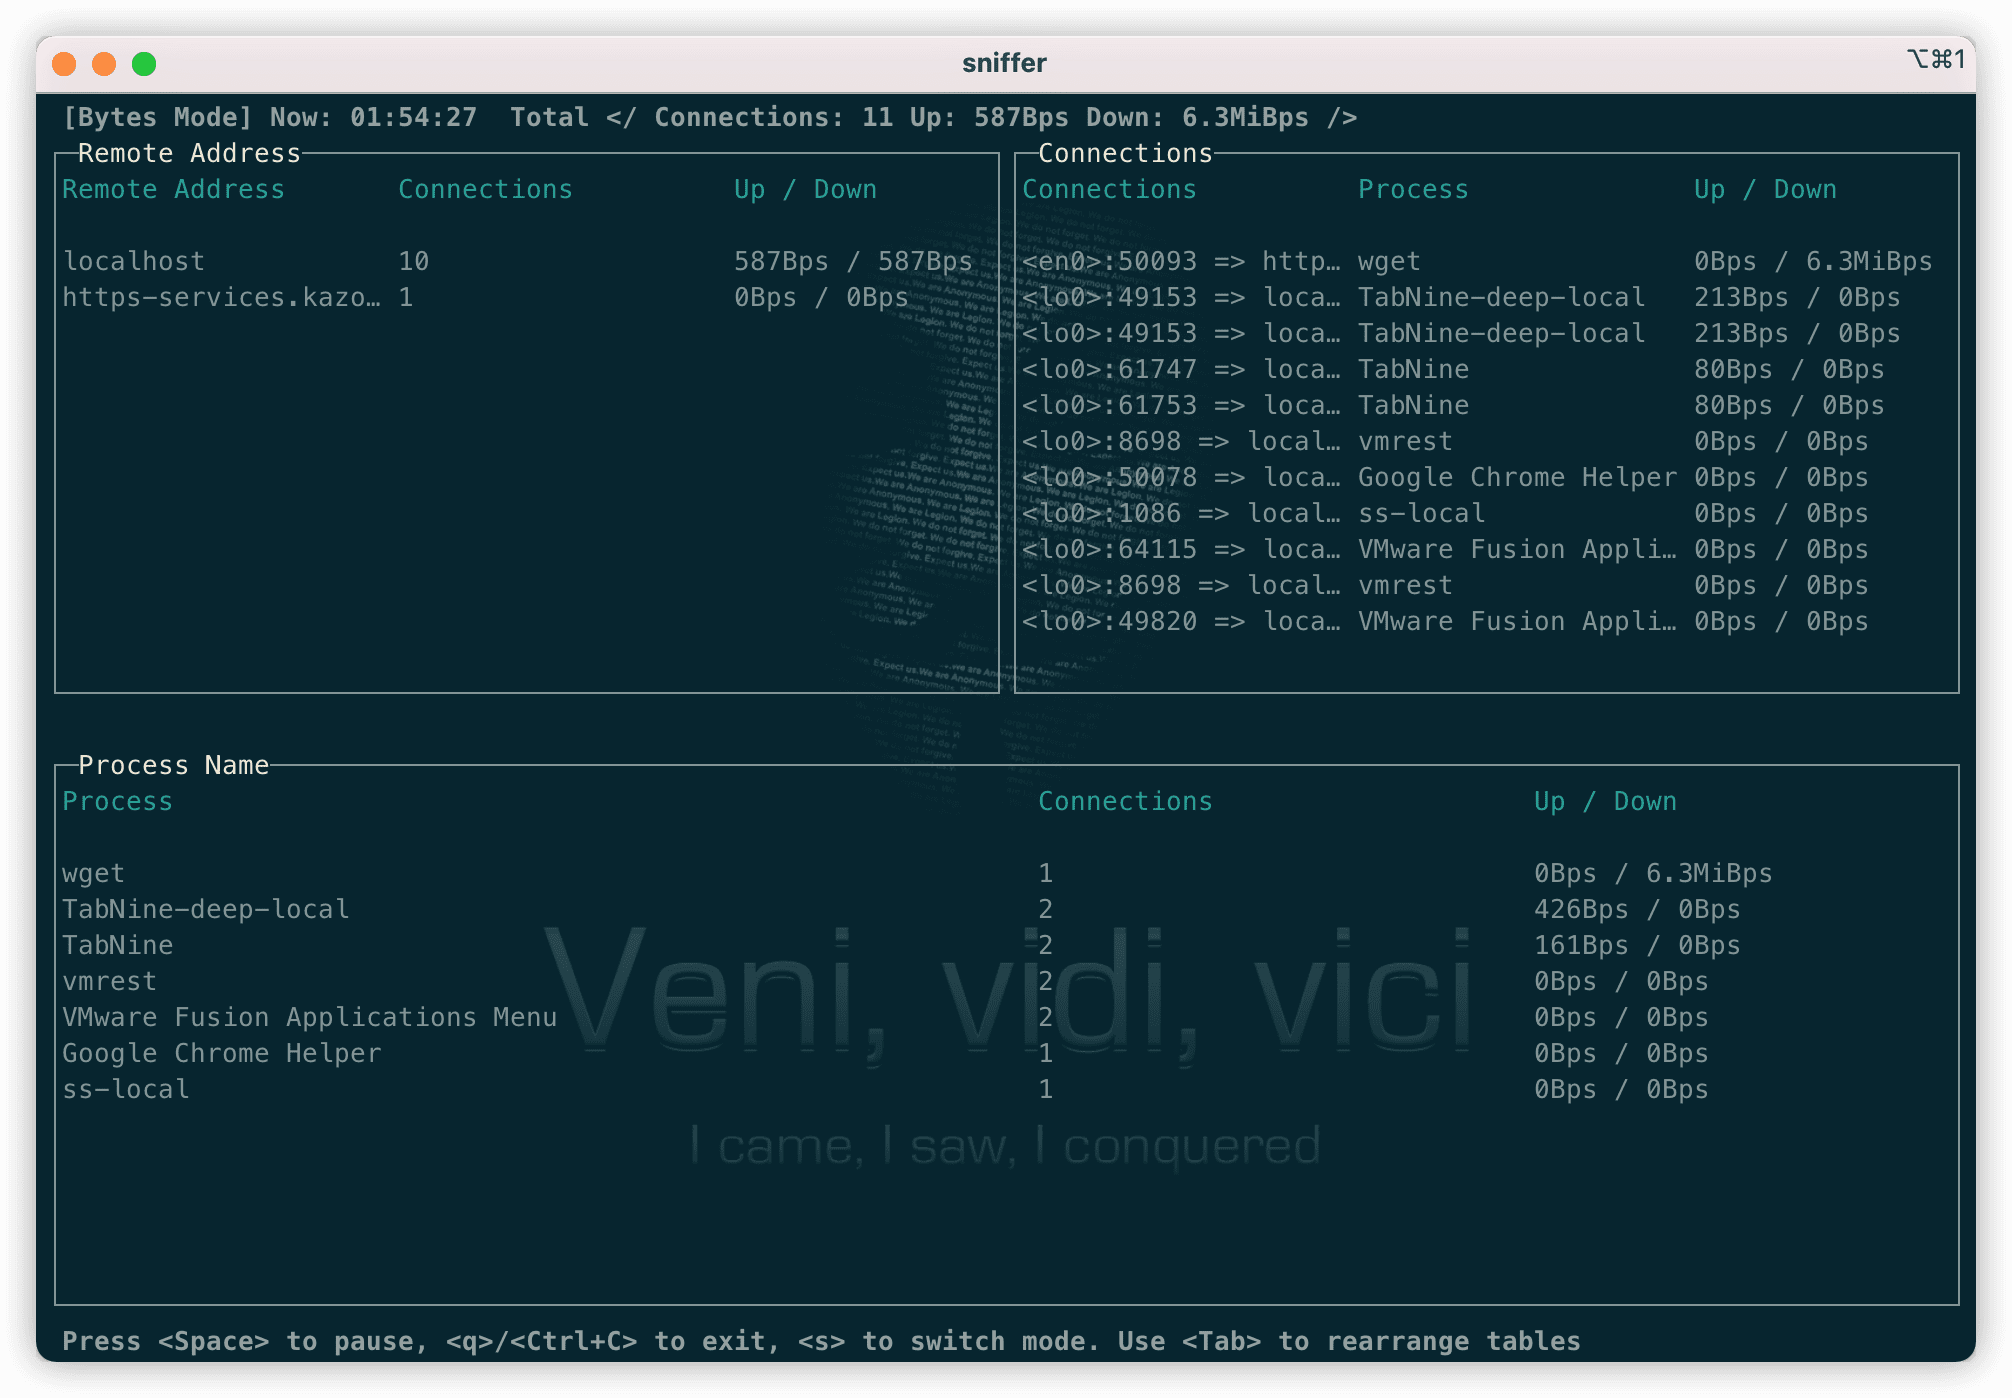 sniffer
⌥⌘1
[Bytes Mode] Now: 01:54:27 Total </ Connections: 11 Up: 587Bps Down: 6.3MiBps />
Remote Address
Remote Address Connections Up / Down
localhost 10 587Bps / 587Bps
https-services.kazo… 1 0Bps / 0Bps
Connections
Connections Process Up / Down
<en0>:50093 => http… wget 0Bps / 6.3MiBps
<lo0>:49153 => loca… TabNine-deep-local 213Bps / 0Bps
<lo0>:49153 => loca… TabNine-deep-local 213Bps / 0Bps
<lo0>:61747 => loca… TabNine 80Bps / 0Bps
<lo0>:61753 => loca… TabNine 80Bps / 0Bps
<lo0>:8698 => local… vmrest 0Bps / 0Bps
<lo0>:50078 => loca… Google Chrome Helper 0Bps / 0Bps
<lo0>:1086 => local… ss-local 0Bps / 0Bps
<lo0>:64115 => loca… VMware Fusion Appli… 0Bps / 0Bps
<lo0>:8698 => local… vmrest 0Bps / 0Bps
<lo0>:49820 => loca… VMware Fusion Appli… 0Bps / 0Bps
Process Name
Process Connections Up / Down
wget 1 0Bps / 6.3MiBps
TabNine-deep-local 2 426Bps / 0Bps
TabNine 2 161Bps / 0Bps
vmrest 2 0Bps / 0Bps
VMware Fusion Applications Menu 2 0Bps / 0Bps
Google Chrome Helper 1 0Bps / 0Bps
ss-local 1 0Bps / 0Bps
Veni, vidi, vici
I came, I saw, I conquered
Press <Space> to pause, <q>/<Ctrl+C> to exit, <s> to switch mode. Use <Tab> to rearrange tables